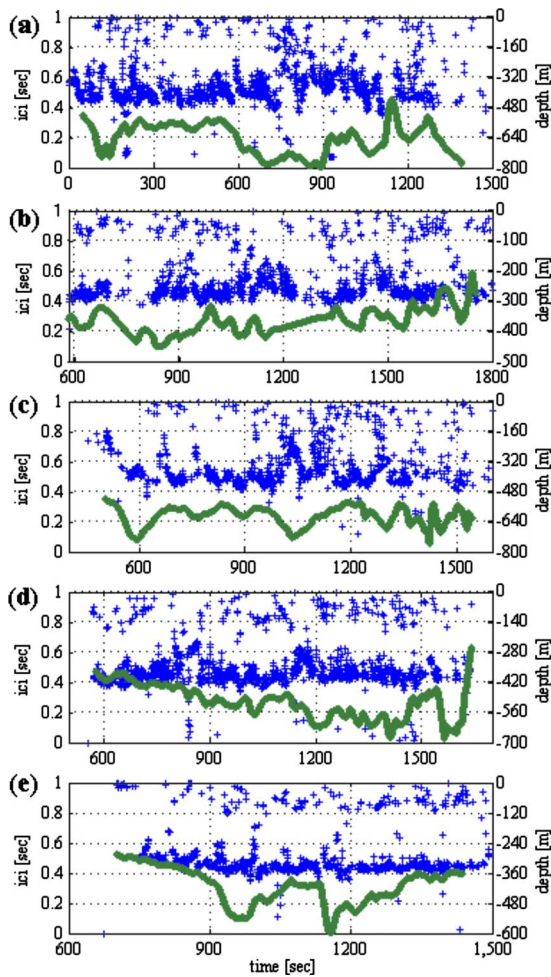 (a)
ici [sec]
1
0.8
0.6
0.4
0.2
0
0
-160
-320
-480
-640
-800
depth [m]
0 300 600 900 1200 1500
(b)
ici [sec]
1
0.8
0.6
0.4
0.2
0
0
-100
-200
-300
-400
-500
depth [m]
600 900 1200 1500 1800
(c)
ici [sec]
1
0.8
0.6
0.4
0.2
0
0
-160
-320
-480
-640
-800
depth [m]
600 900 1200 1500
(d)
ici [sec]
1
0.8
0.6
0.4
0.2
0
0
-140
-280
-420
-560
-700
depth [m]
600 900 1200 1500
(e)
ici [sec]
1
0.8
0.6
0.4
0.2
0
0
-120
-240
-360
-480
-600
depth [m]
600 900 1200 1,500
time [sec]